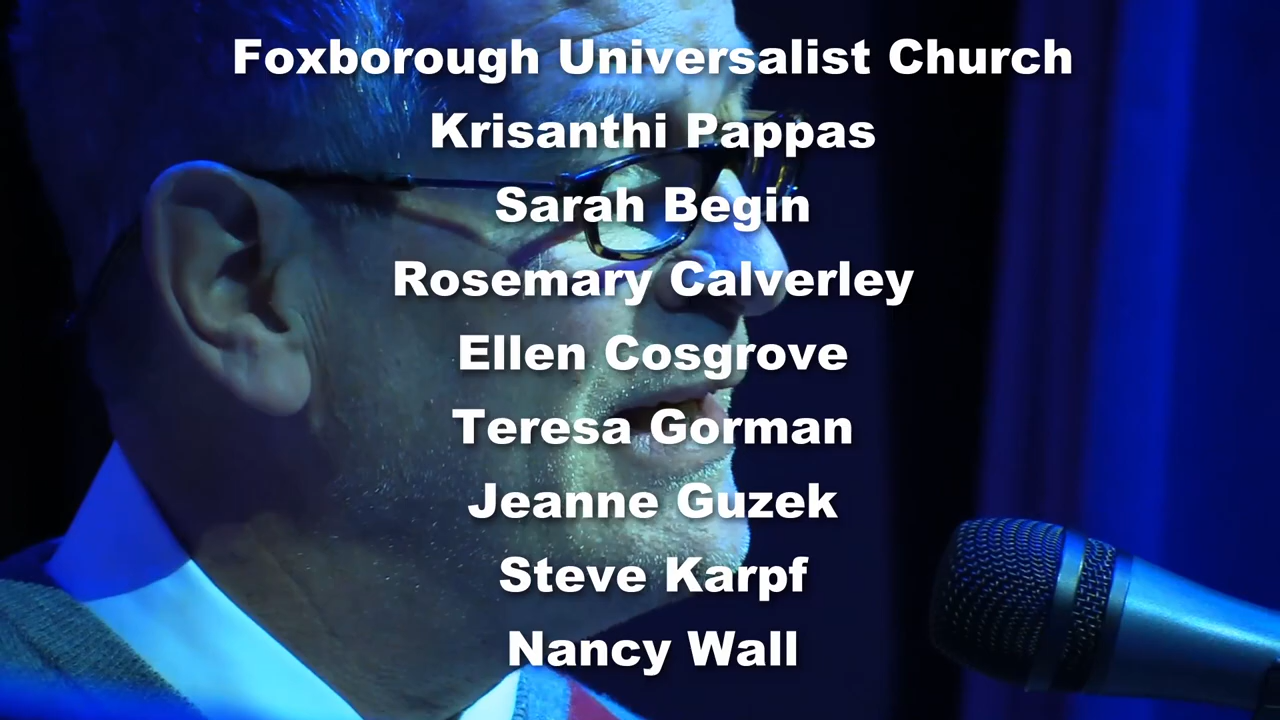 Foxborough Universalist Church
Krisanthi Pappas
Sarah Begin
Rosemary Calverley
Ellen Cosgrove
Teresa Gorman
Jeanne Guzek
Steve Karpf
Nancy Wall